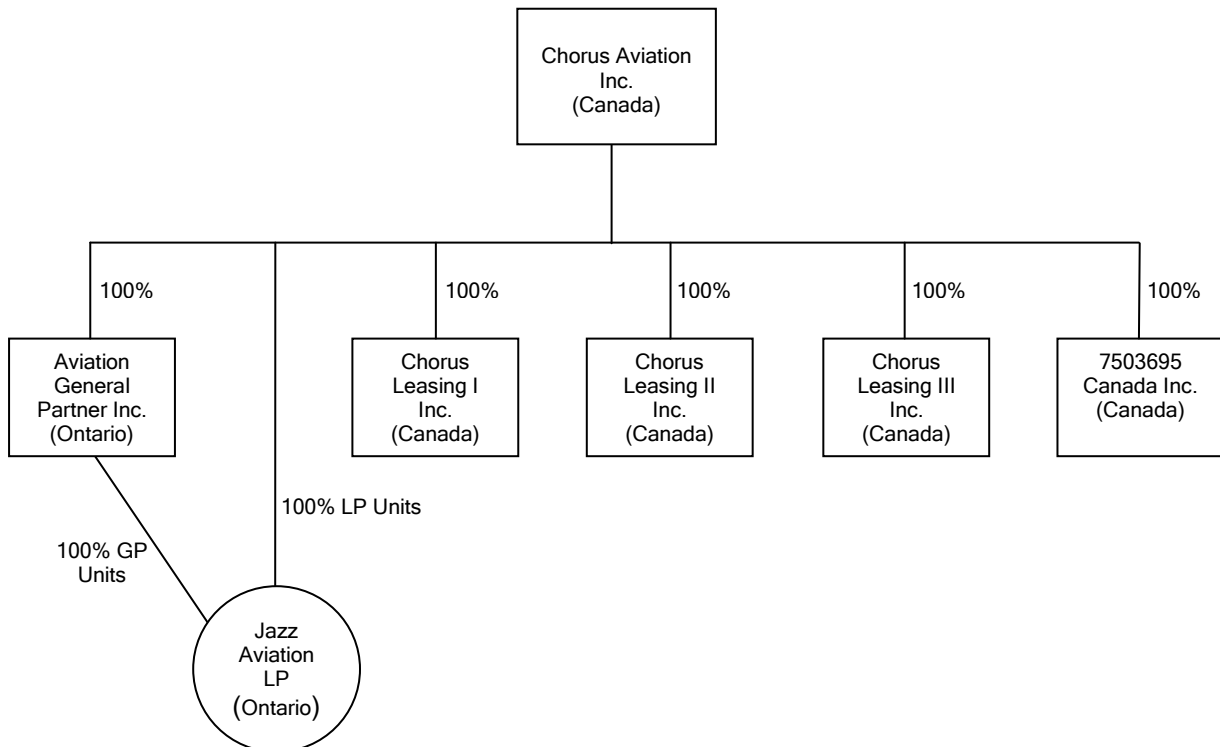 Chorus Aviation
Inc.
(Canada)
100%
100%
100%
100%
100%
Aviation
General
Partner Inc.
(Ontario)
Chorus
Leasing I
Inc.
(Canada)
Chorus
Leasing II
Inc.
(Canada)
Chorus
Leasing III
Inc.
(Canada)
7503695
Canada Inc.
(Canada)
100% LP Units
100% GP
Units
Jazz
Aviation
LP
(Ontario)